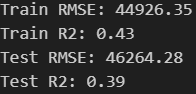 Train RMSE: 44926.35
Train R2: 0.43
Test RMSE: 46264.28
Test R2: 0.39